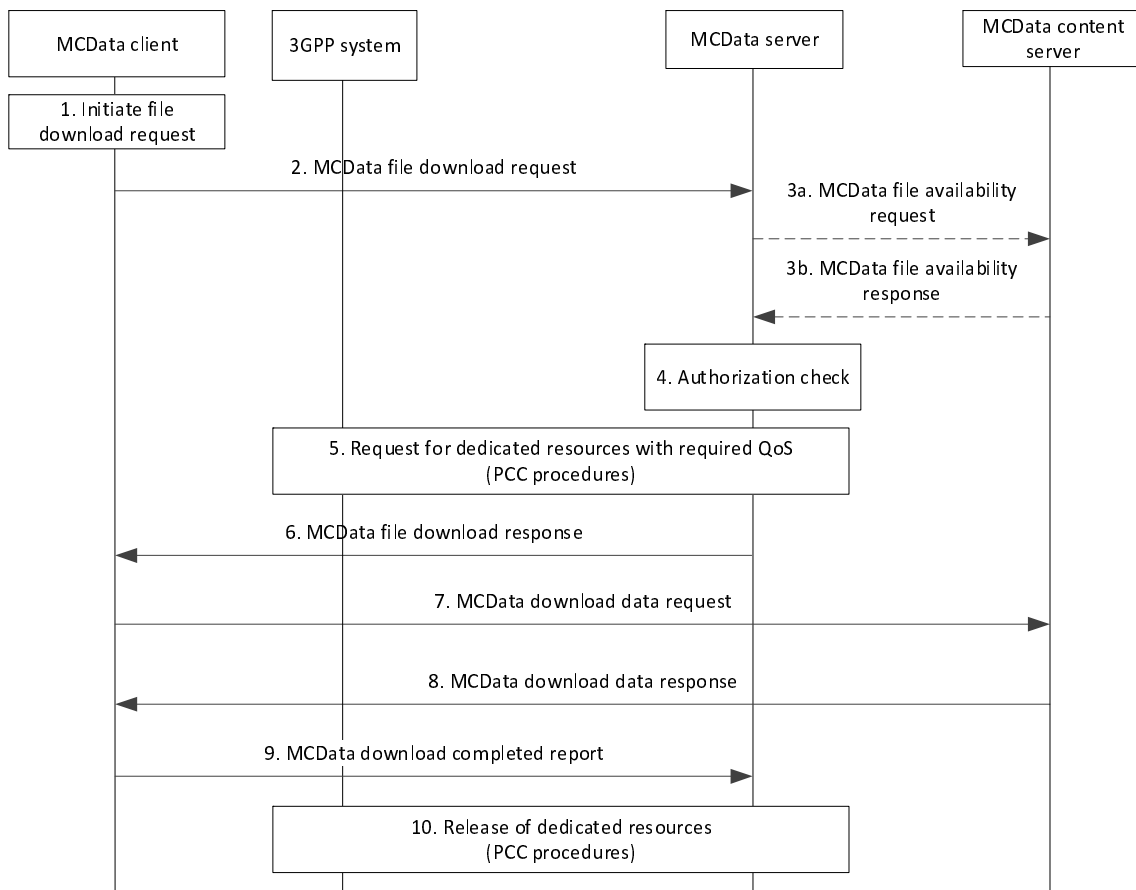 MCData client
3GPP system
MCData server
MCData content
server
1. Initiate file
download request
2. MCData file download request
3a. MCData file availability
request
3b. MCData file availability
response
4. Authorization check
5. Request for dedicated resources with required QoS
(PCC procedures)
6. MCData file download response
7. MCData download data request
8. MCData download data response
9. MCData download completed report
10. Release of dedicated resources
(PCC procedures)